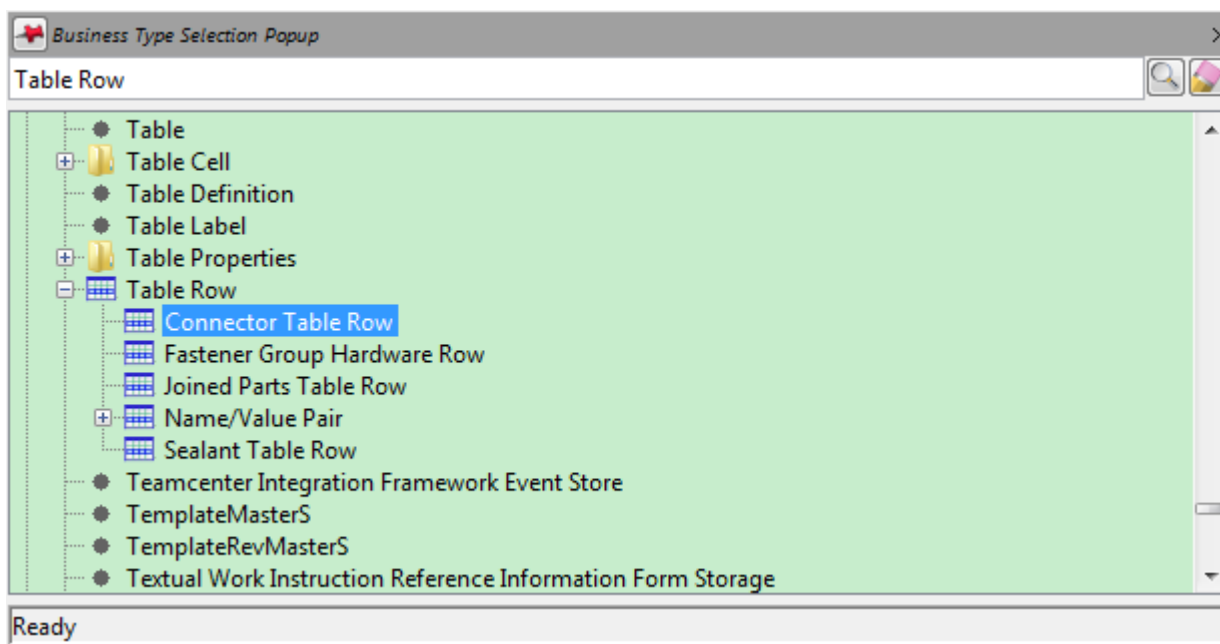 Business Type Selection Popup
Table Row
Table
Table Cell
Table Definition
Table Label
Table Properties
Table Row
Connector Table Row
Fastener Group Hardware Row
Joined Parts Table Row
Name/Value Pair
Sealant Table Row
Teamcenter Integration Framework Event Store
TemplateMasterS
TemplateRevMasterS
Textual Work Instruction Reference Information Form Storage
Ready